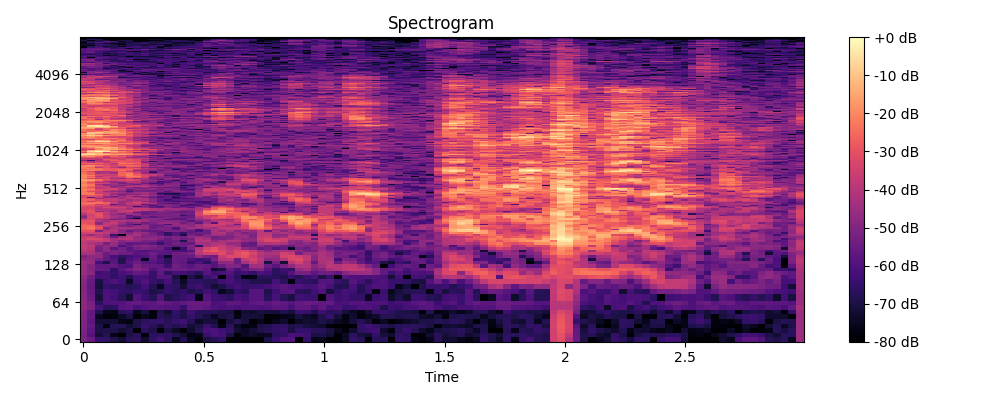 Spectrogram
Hz
4096
2048
1024
512
256
128
64
0
0
0.5
1
1.5
2
2.5
Time
+0 dB
-10 dB
-20 dB
-30 dB
-40 dB
-50 dB
-60 dB
-70 dB
-80 dB